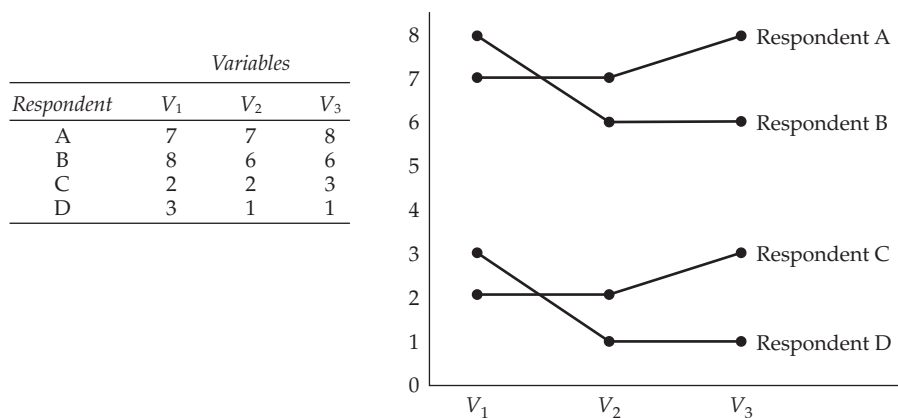 Variables
Respondent V1 V2 V3
A 7 7 8
B 8 6 6
C 2 2 3
D 3 1 1
8
7
6
5
4
3
2
1
0
Respondent A
Respondent B
Respondent C
Respondent D
V1 V2 V3